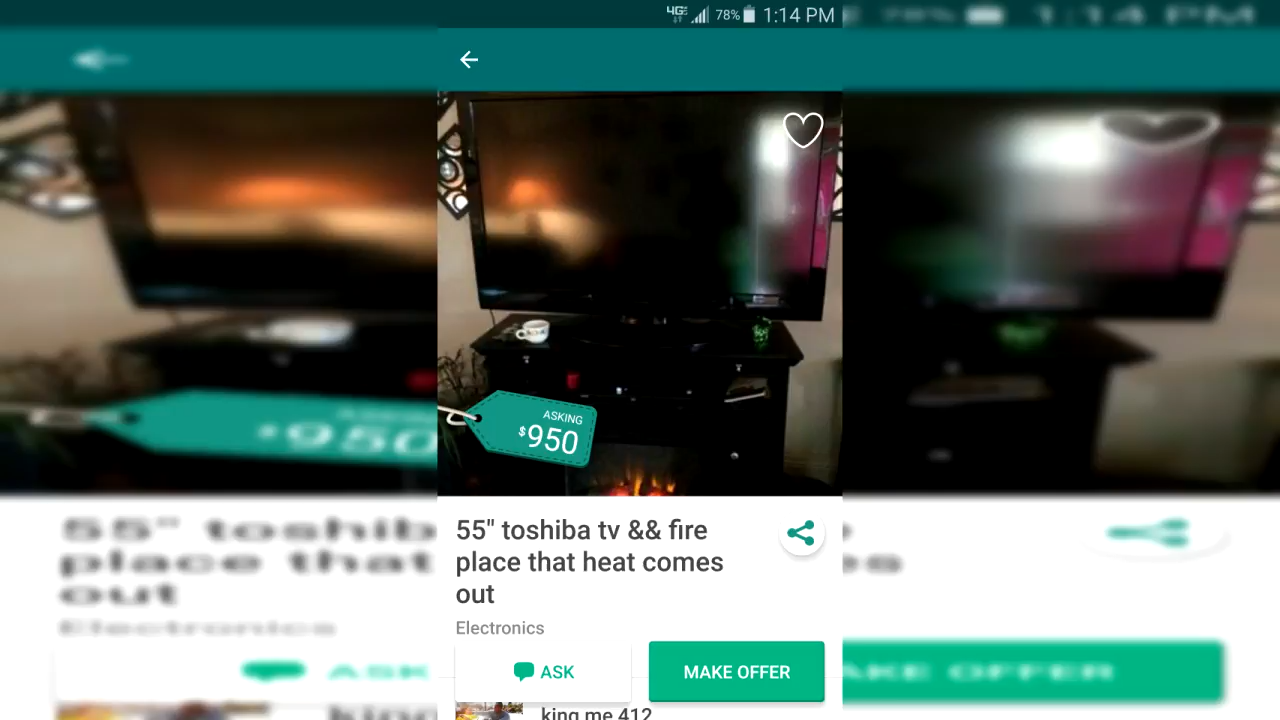 4G 78% 1:14 PM
ASKING
$950
55" toshiba tv && fire
place that heat comes
out
Electronics
ASK
MAKE OFFER
king me 412